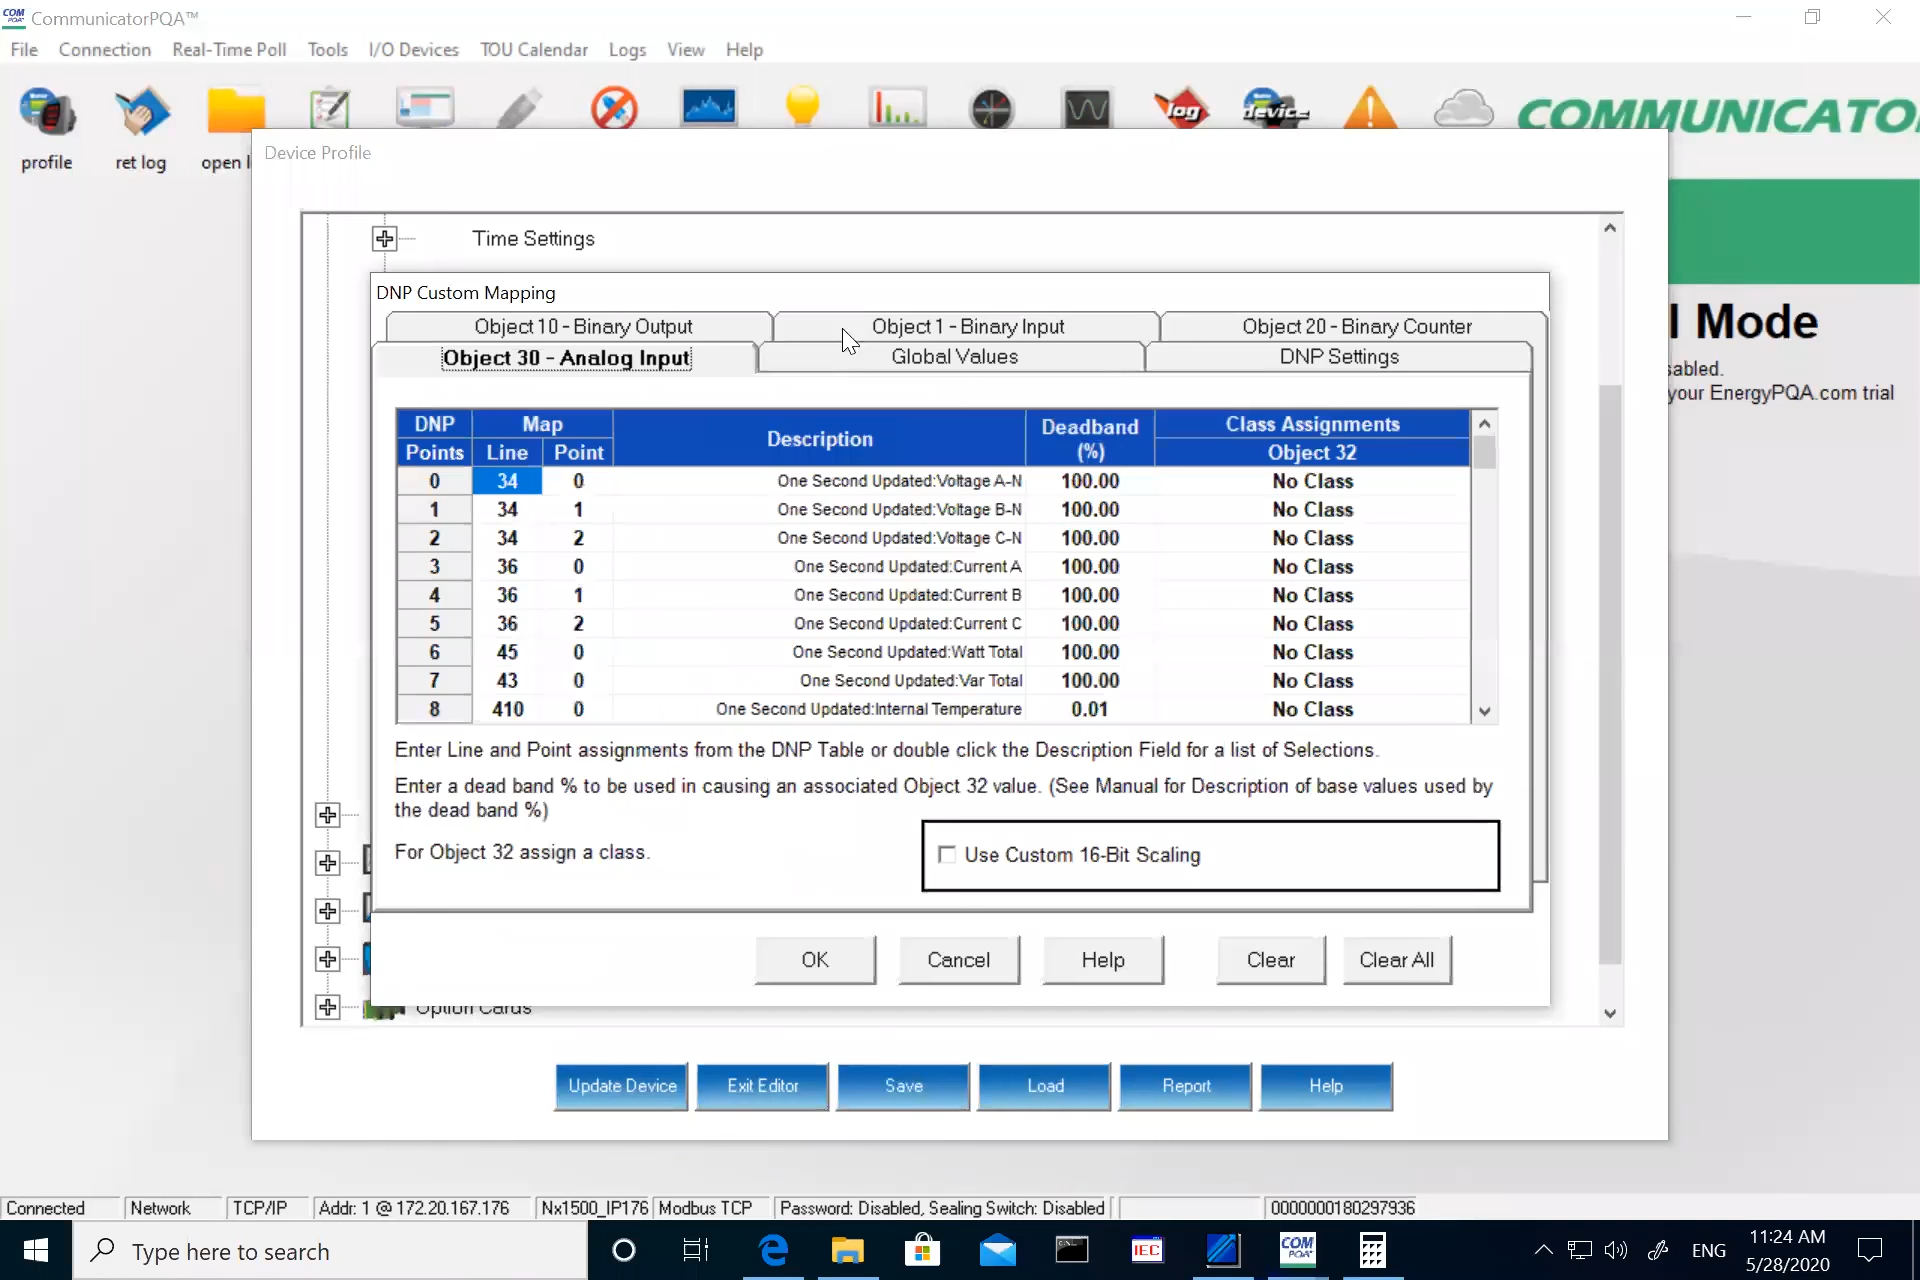 COM
PQA
CommunicatorPQA™
File Connection Real-Time Poll Tools I/O Devices TOU Calendar Logs View Help
log
device
COMMUNICATO
profile ret log open l
Device Profile
Time Settings
DNP Custom Mapping
Object 10 - Binary Output Object 1 - Binary Input Object 20 - Binary Counter
Object 30 - Analog Input Global Values DNP Settings
l Mode
sabled.
your EnergyPQA.com trial
DNP Points Map Line Point Description Deadband (%) Class Assignments Object 32
0 34 0 One Second Updated:Voltage A-N 100.00 No Class
1 34 1 One Second Updated:Voltage B-N 100.00 No Class
2 34 2 One Second Updated:Voltage C-N 100.00 No Class
3 36 0 One Second Updated:Current A 100.00 No Class
4 36 1 One Second Updated:Current B 100.00 No Class
5 36 2 One Second Updated:Current C 100.00 No Class
6 45 0 One Second Updated:Watt Total 100.00 No Class
7 43 0 One Second Updated:Var Total 100.00 No Class
8 410 0 One Second Updated:Internal Temperature 0.01 No Class
Enter Line and Point assignments from the DNP Table or double click the Description Field for a list of Selections.
Enter a dead band % to be used in causing an associated Object 32 value. (See Manual for Description of base values used by
the dead band %)
For Object 32 assign a class.
Use Custom 16-Bit Scaling
OK Cancel Help Clear Clear All
Option Cards
Update Device Exit Editor Save Load Report Help
Connected Network TCP/IP Addr: 1 @ 172.20.167.176 Nx1500_IP176 Modbus TCP Password: Disabled, Sealing Switch: Disabled 0000000180297936
Type here to search
IEC
COM
PQA
ENG
11:24 AM
5/28/2020